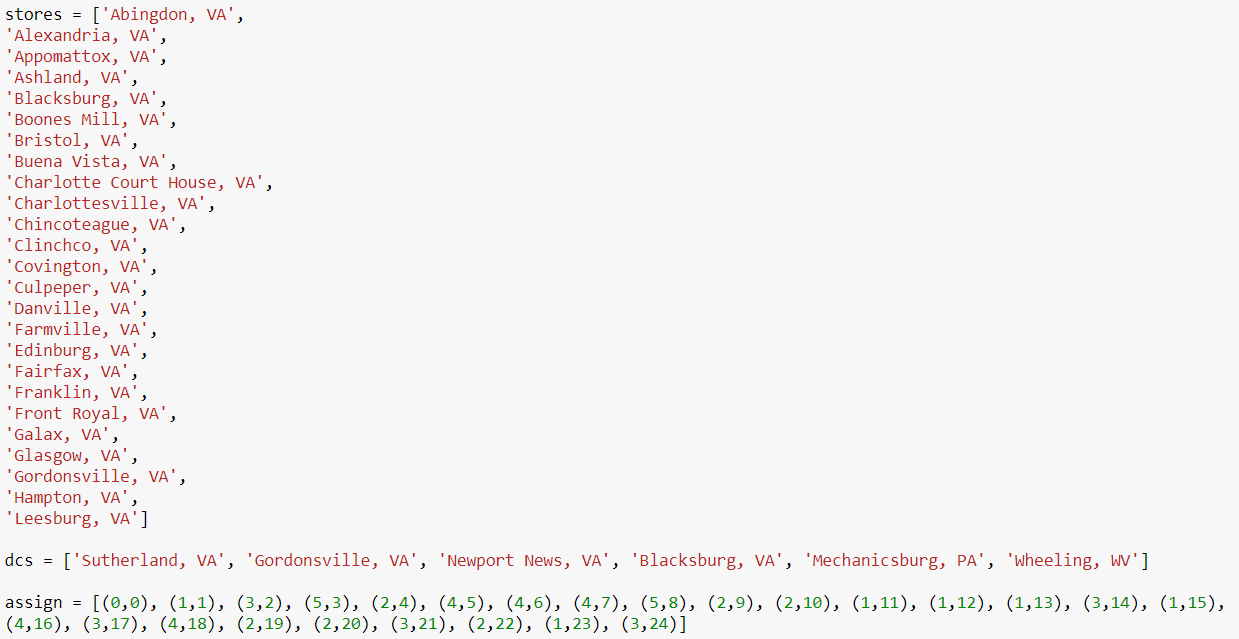 stores = ['Abingdon, VA',
'Alexandria, VA',
'Appomattox, VA',
'Ashland, VA',
'Blacksburg, VA',
'Boones Mill, VA',
'Bristol, VA',
'Buena Vista, VA',
'Charlotte Court House, VA',
'Charlottesville, VA',
'Chincoteague, VA',
'Clinchco, VA',
'Covington, VA',
'Culpeper, VA',
'Danville, VA',
'Farmville, VA',
'Edinburg, VA',
'Fairfax, VA',
'Franklin, VA',
'Front Royal, VA',
'Galax, VA',
'Glasgow, VA',
'Gordonsville, VA',
'Hampton, VA',
'Leesburg, VA']
dcs = ['Sutherland, VA', 'Gordonsville, VA', 'Newport News, VA', 'Blacksburg, VA', 'Mechanicsburg, PA', 'Wheeling, WV']
assign = [(0,0), (1,1), (3,2), (5,3), (2,4), (4,5), (4,6), (4,7), (5,8), (2,9), (2,10), (1,11), (1,12), (1,13), (3,14), (1,15),
(4,16), (3,17), (4,18), (2,19), (2,20), (3,21), (2,22), (1,23), (3,24)]